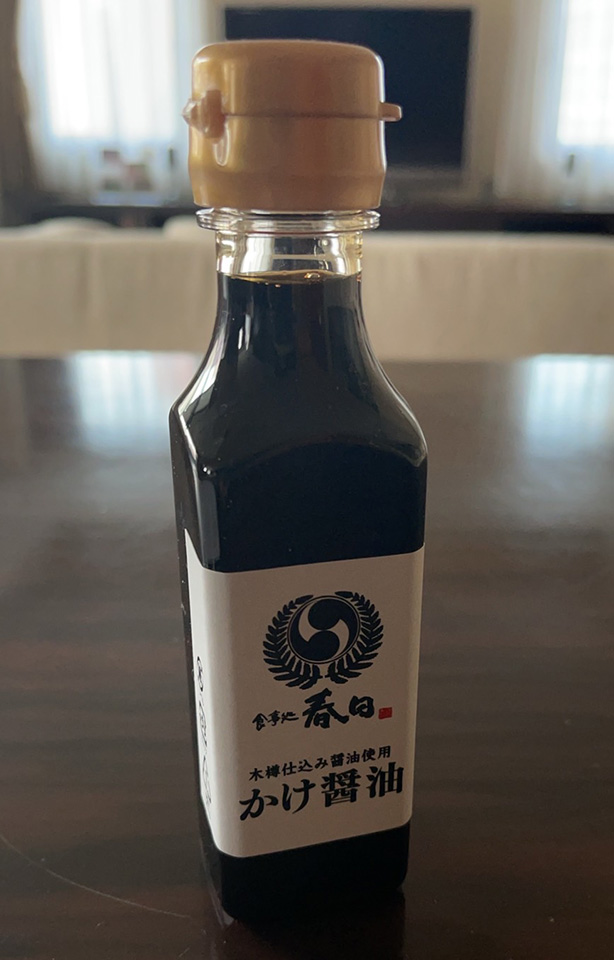 食事処 春日
木樽仕込み醤油使用
かけ醤油